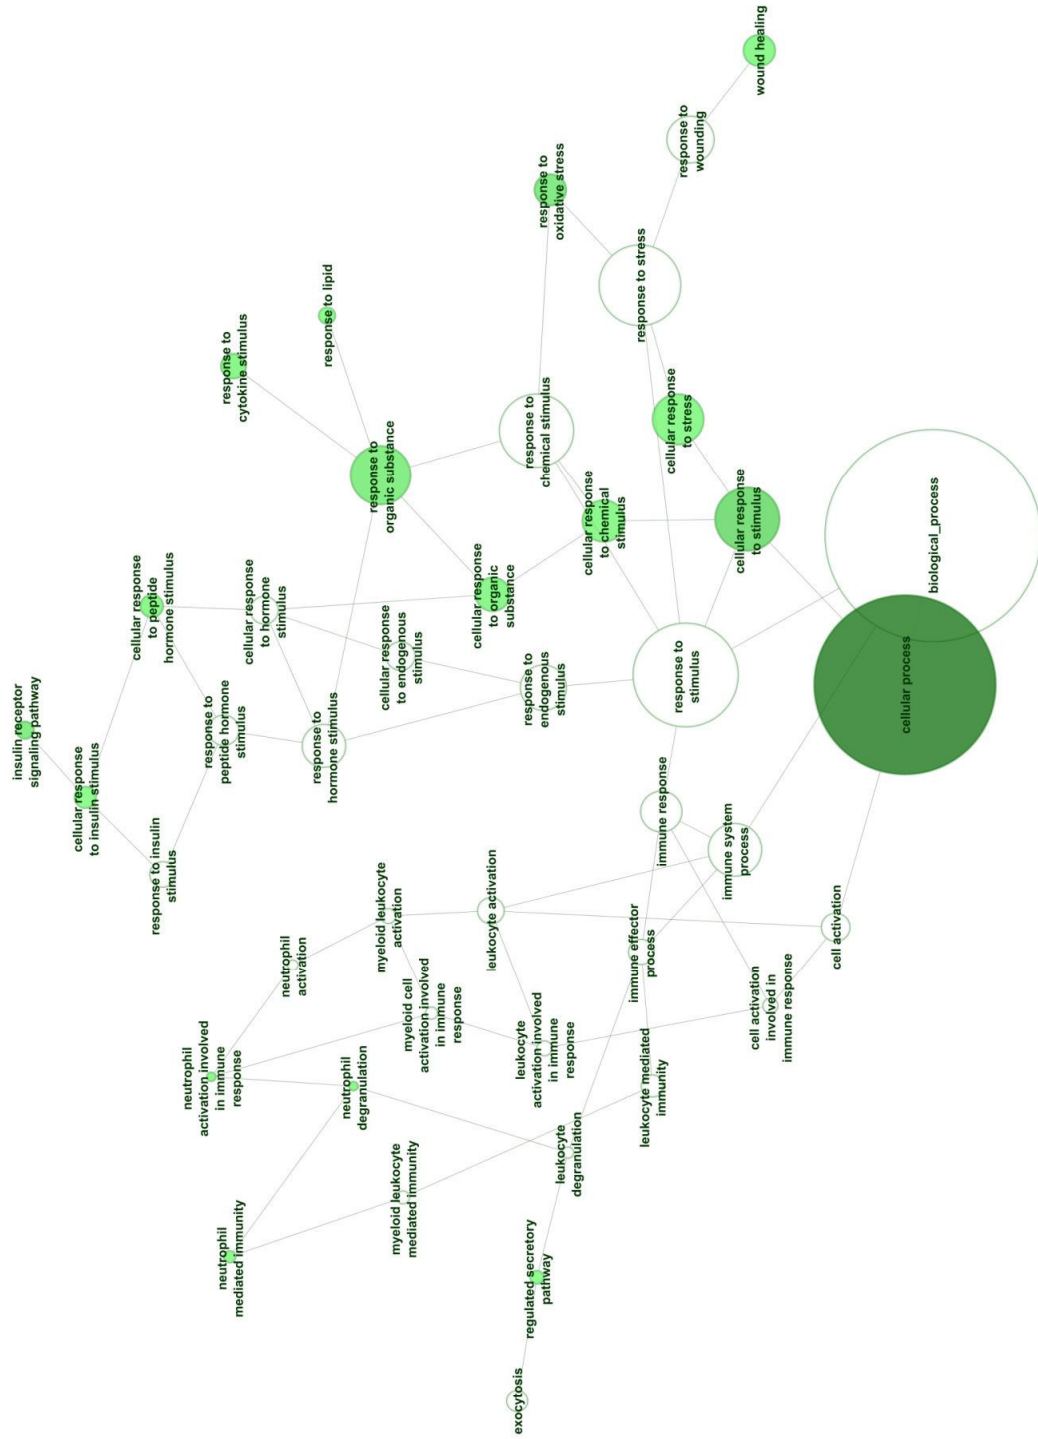 insulin receptor
signaling pathway
cellular response
to insulin stimulus
cellular response
to peptide
hormone stimulus
response to insulin
stimulus
neutrophil
activation involved
in immune
response
response to
peptide hormone
stimulus
neutrophil
mediated immunity
response to
cytokine stimulus
cellular response
to hormone
stimulus
neutrophil
activation
response to
hormone stimulus
response to lipid
neutrophil
degranulation
response to
organic substance
myeloid leukocyte
activation
cellular response
to endogenous
stimulus
myeloid leukocyte
mediated immunity
myeloid cell
activation involved
in immune
response
cellular response
to organic
substance
leukocyte activation
exocytosis
leukocyte
activation involved
in immune
response
regulated secretory
pathway
response to
endogenous
stimulus
response to
chemical stimulus
response to
oxidative stress
leukocyte
degranulation
cellular response
to chemical
stimulus
immune effector
process
response to stress
leukocyte mediated
immunity
immune response
cellular response
to stress
response to
stimulus
response to
wounding
immune system
process
cellular response
to stimulus
cell activation
involved in
immune response
wound healing
cell activation
cellular process
biological_process